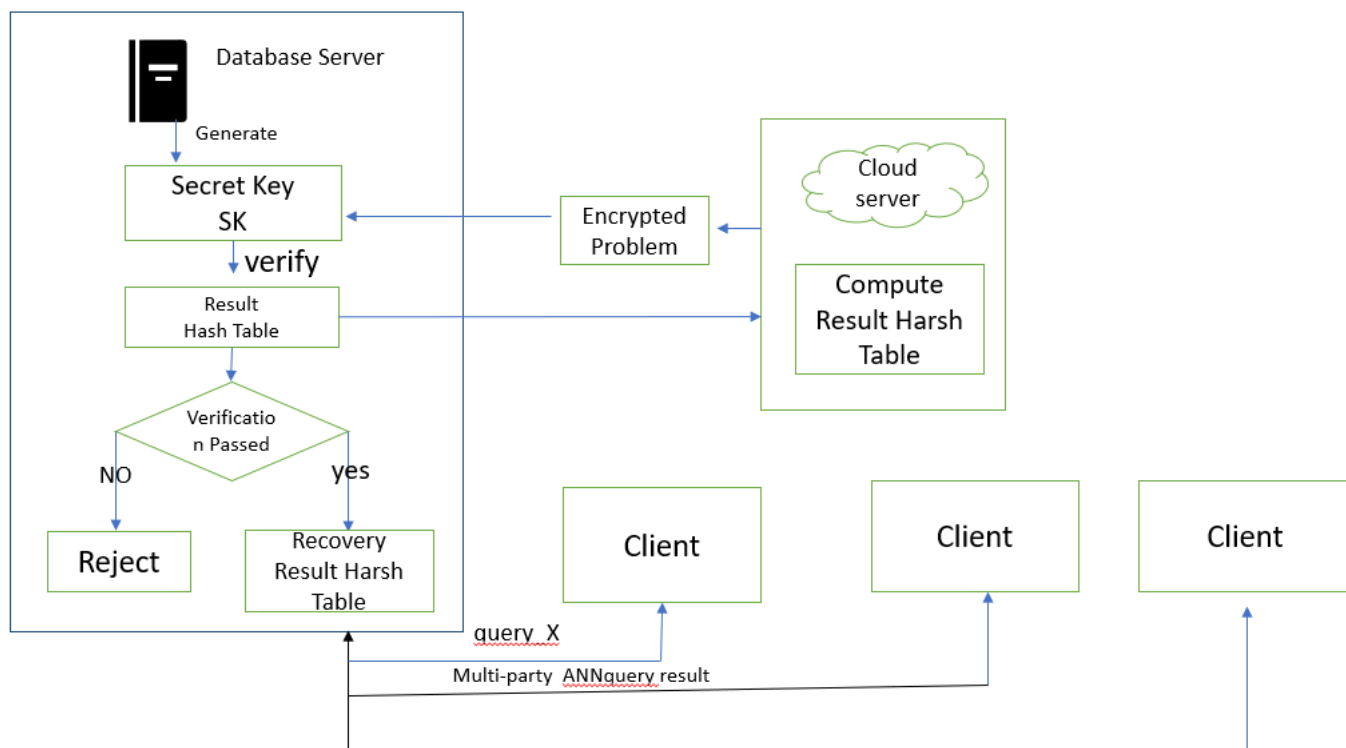 Database Server
Generate
Secret Key
SK
verify
Result
Hash Table
Verificatio
n Passed
NO
yes
Reject
Recovery
Result Harsh
Table
Encrypted
Problem
Cloud
server
Compute
Result Harsh
Table
Client
Client
Client
query_X
Multi-party ANNquery result